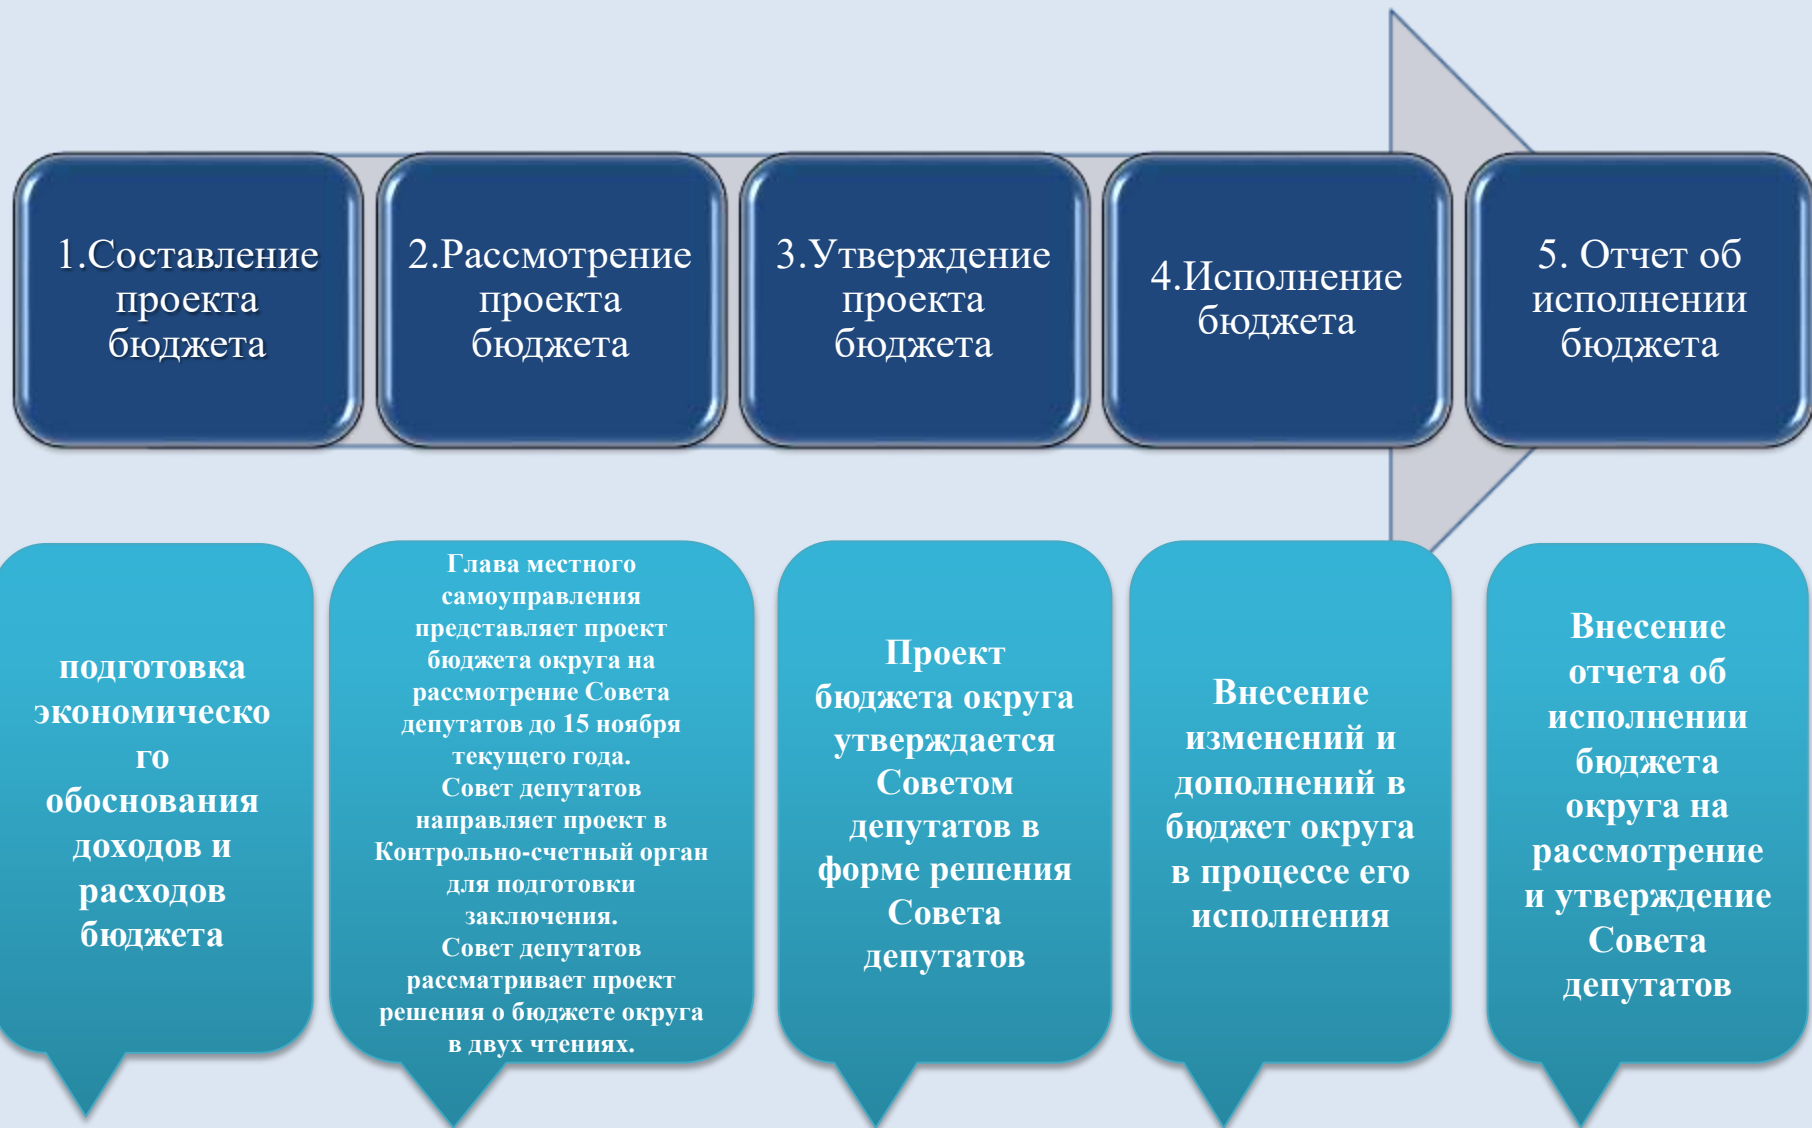 1.Составление
проекта
бюджета
2.Рассмотрение
проекта
бюджета
3.Утверждение
проекта
бюджета
4.Исполнение
бюджета
5. Отчет об
исполнении
бюджета
подготовка
экономическо
го
обоснования
доходов и
расходов
бюджета
Глава местного
самоуправления
представляет проект
бюджета округа на
рассмотрение Совета
депутатов до 15 ноября
текущего года.
Совет депутатов
направляет проект в
Контрольно-счетный орган
для подготовки
заключения.
Совет депутатов
рассматривает проект
решения о бюджете округа
в двух чтениях.
Проект
бюджета округа
утверждается
Советом
депутатов в
форме решения
Совета
депутатов
Внесение
изменений и
дополнений в
бюджет округа
в процессе его
исполнения
Внесение
отчета об
исполнении
бюджета
округа на
рассмотрение
и утверждение
Совета
депутатов